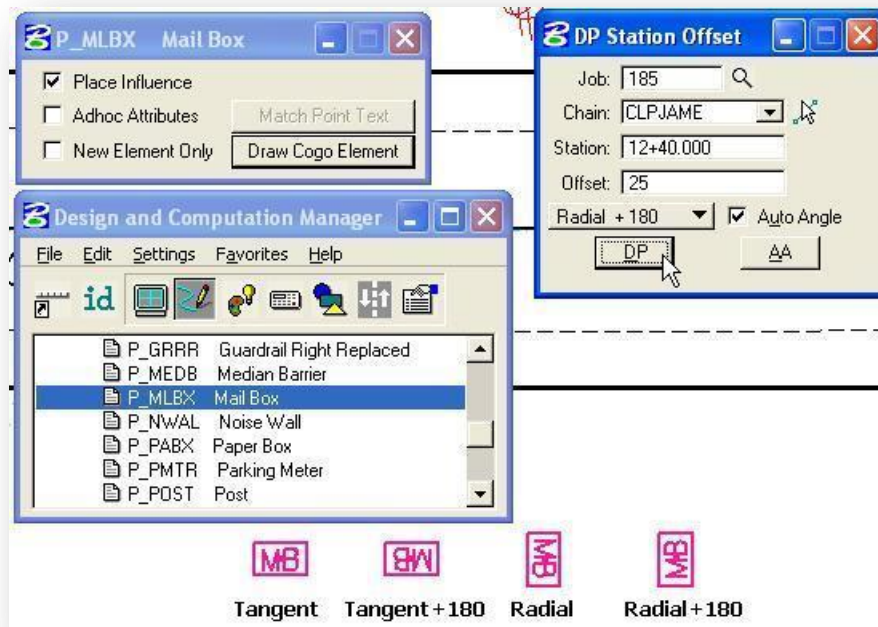 P_MLBX Mail Box
Place Influence
Adhoc Attributes
Match Point Text
New Element Only
Draw Cogo Element
DP Station Offset
Job: 185
Chain: CLPJAME
Station: 12+40.000
Offset: 25
Radial +180
Auto Angle
DP
AA
Design and Computation Manager
File Edit Settings Favorites Help
id
P_GRRR Guardrail Right Replaced
P_MEDB Median Barrier
P_MLBX Mail Box
P_NWAL Noise Wall
P_PABX Paper Box
P_PMTR Parking Meter
P_POST Post
MB MB MB MB
Tangent Tangent+180 Radial Radial+180